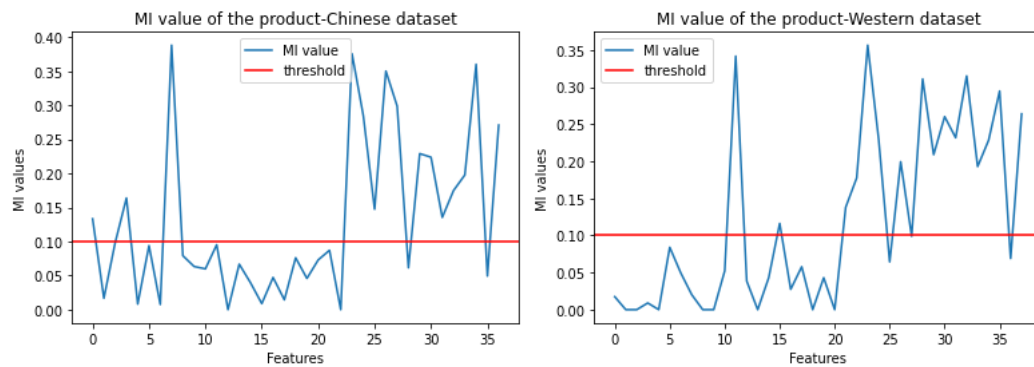 MI value of the product-Chinese dataset
MI values
0.40
0.35
0.30
0.25
0.20
0.15
0.10
0.05
0.00
MI value
threshold
0 5 10 15 20 25 30 35
Features
MI value of the product-Western dataset
MI values
0.35
0.30
0.25
0.20
0.15
0.10
0.05
0.00
MI value
threshold
0 5 10 15 20 25 30 35
Features